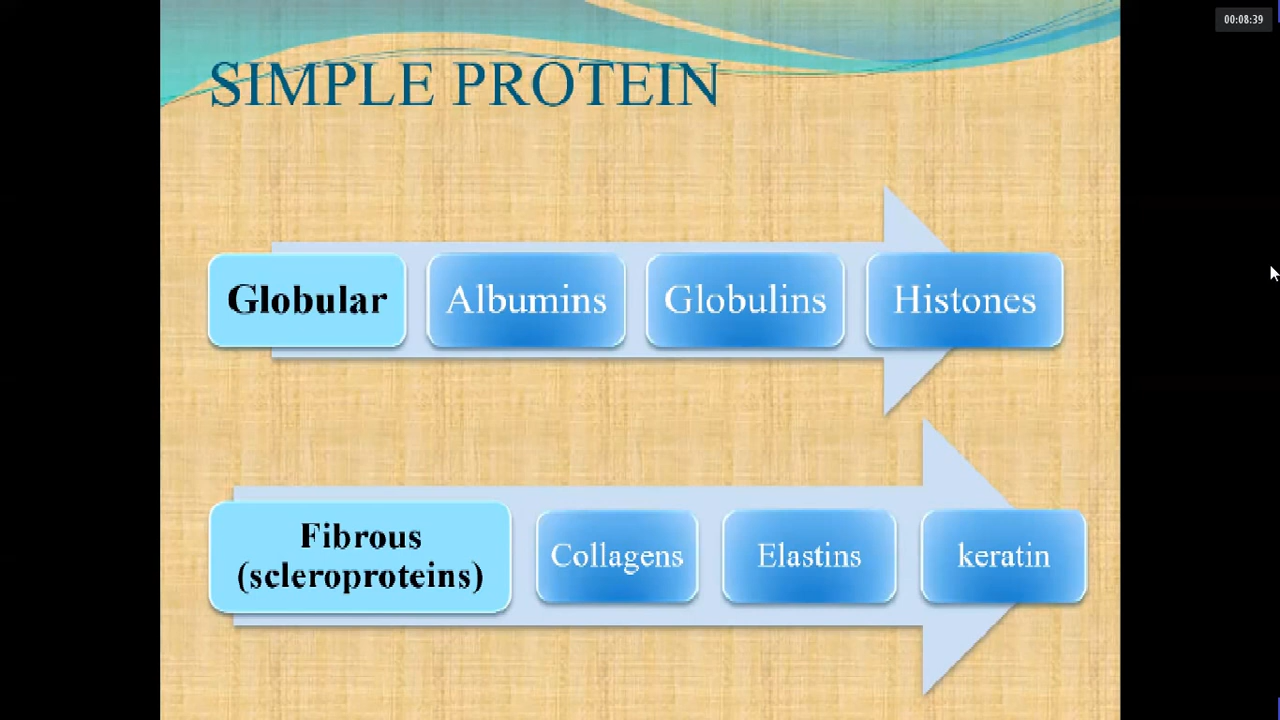 00:08:39
SIMPLE PROTEIN
Globular Albumins Globulins Histones
Fibrous
(scleroproteins) Collagens Elastins keratin